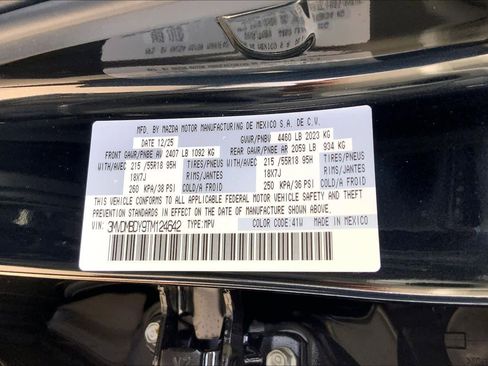 MFD. BY MAZDA MOTOR MANUFACTURING DE MEXICO S.A. DE C.V.
DATE 12/25 GVWR/PNBV 4460 LB 2023 KG
FRONT GAWR/PNBE AV 2407 LB 1092 KG REAR GAWR/PNBE AR 2059 LB 934 KG
WITH/AVEC 215 /55R18 95H TIRES/PNEUS WITH/AVEC 215 /55R18 95H TIRES/PNEUS
18X7J RIMS/JANTES 18X7J RIMS/JANTES
260 KPA/38 PSI COLD/A FROID 250 KPA/36 PSI COLD/A FROID
THIS VEHICLE CONFORMS TO ALL APPLICABLE FEDERAL MOTOR VEHICLE SAFETY AND THEFT
PREVENTION STANDARDS IN EFFECT ON THE DATE OF MANUFACTURE SHOWN ABOVE.
VIN: 3MVDMBDY9TM124642 TYPE:MPV COLOR CODE:41W MADE IN MEXICO